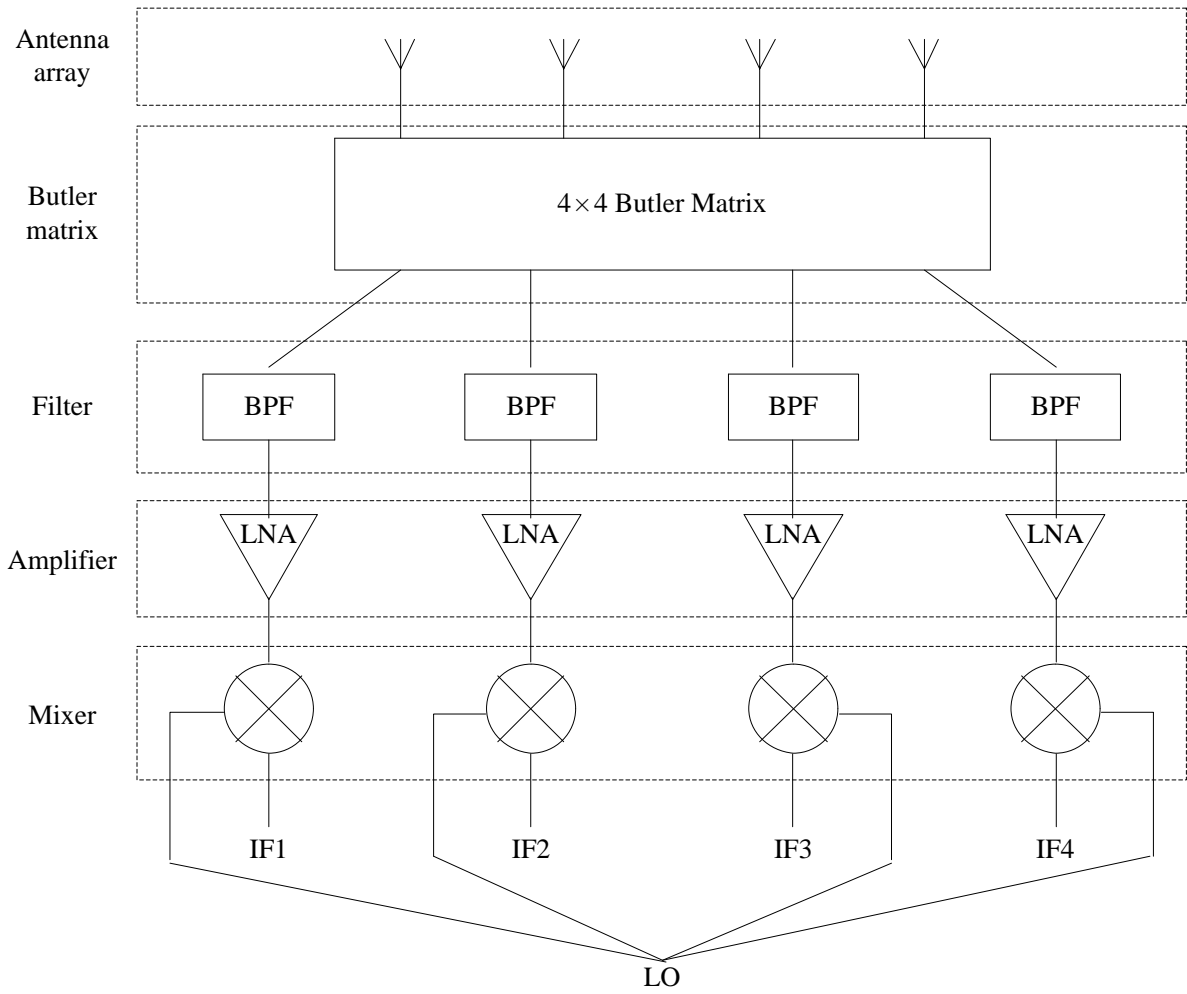 Antenna
array
Butler
matrix
4×4 Butler Matrix
Filter
BPF
BPF
BPF
BPF
Amplifier
LNA
LNA
LNA
LNA
Mixer
IF1
IF2
IF3
IF4
LO